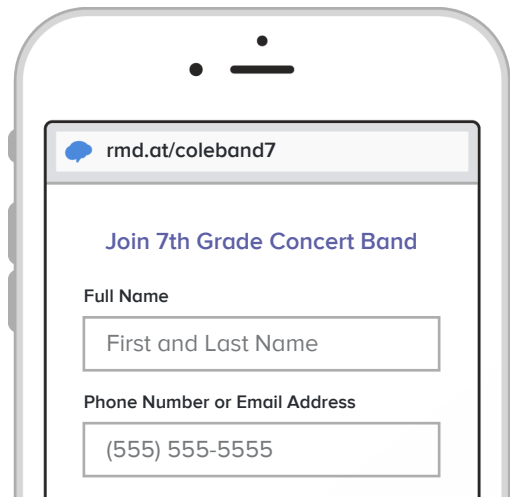 rmd.at/coleband7
Join 7th Grade Concert Band
Full Name
First and Last Name
Phone Number or Email Address
(555) 555-5555